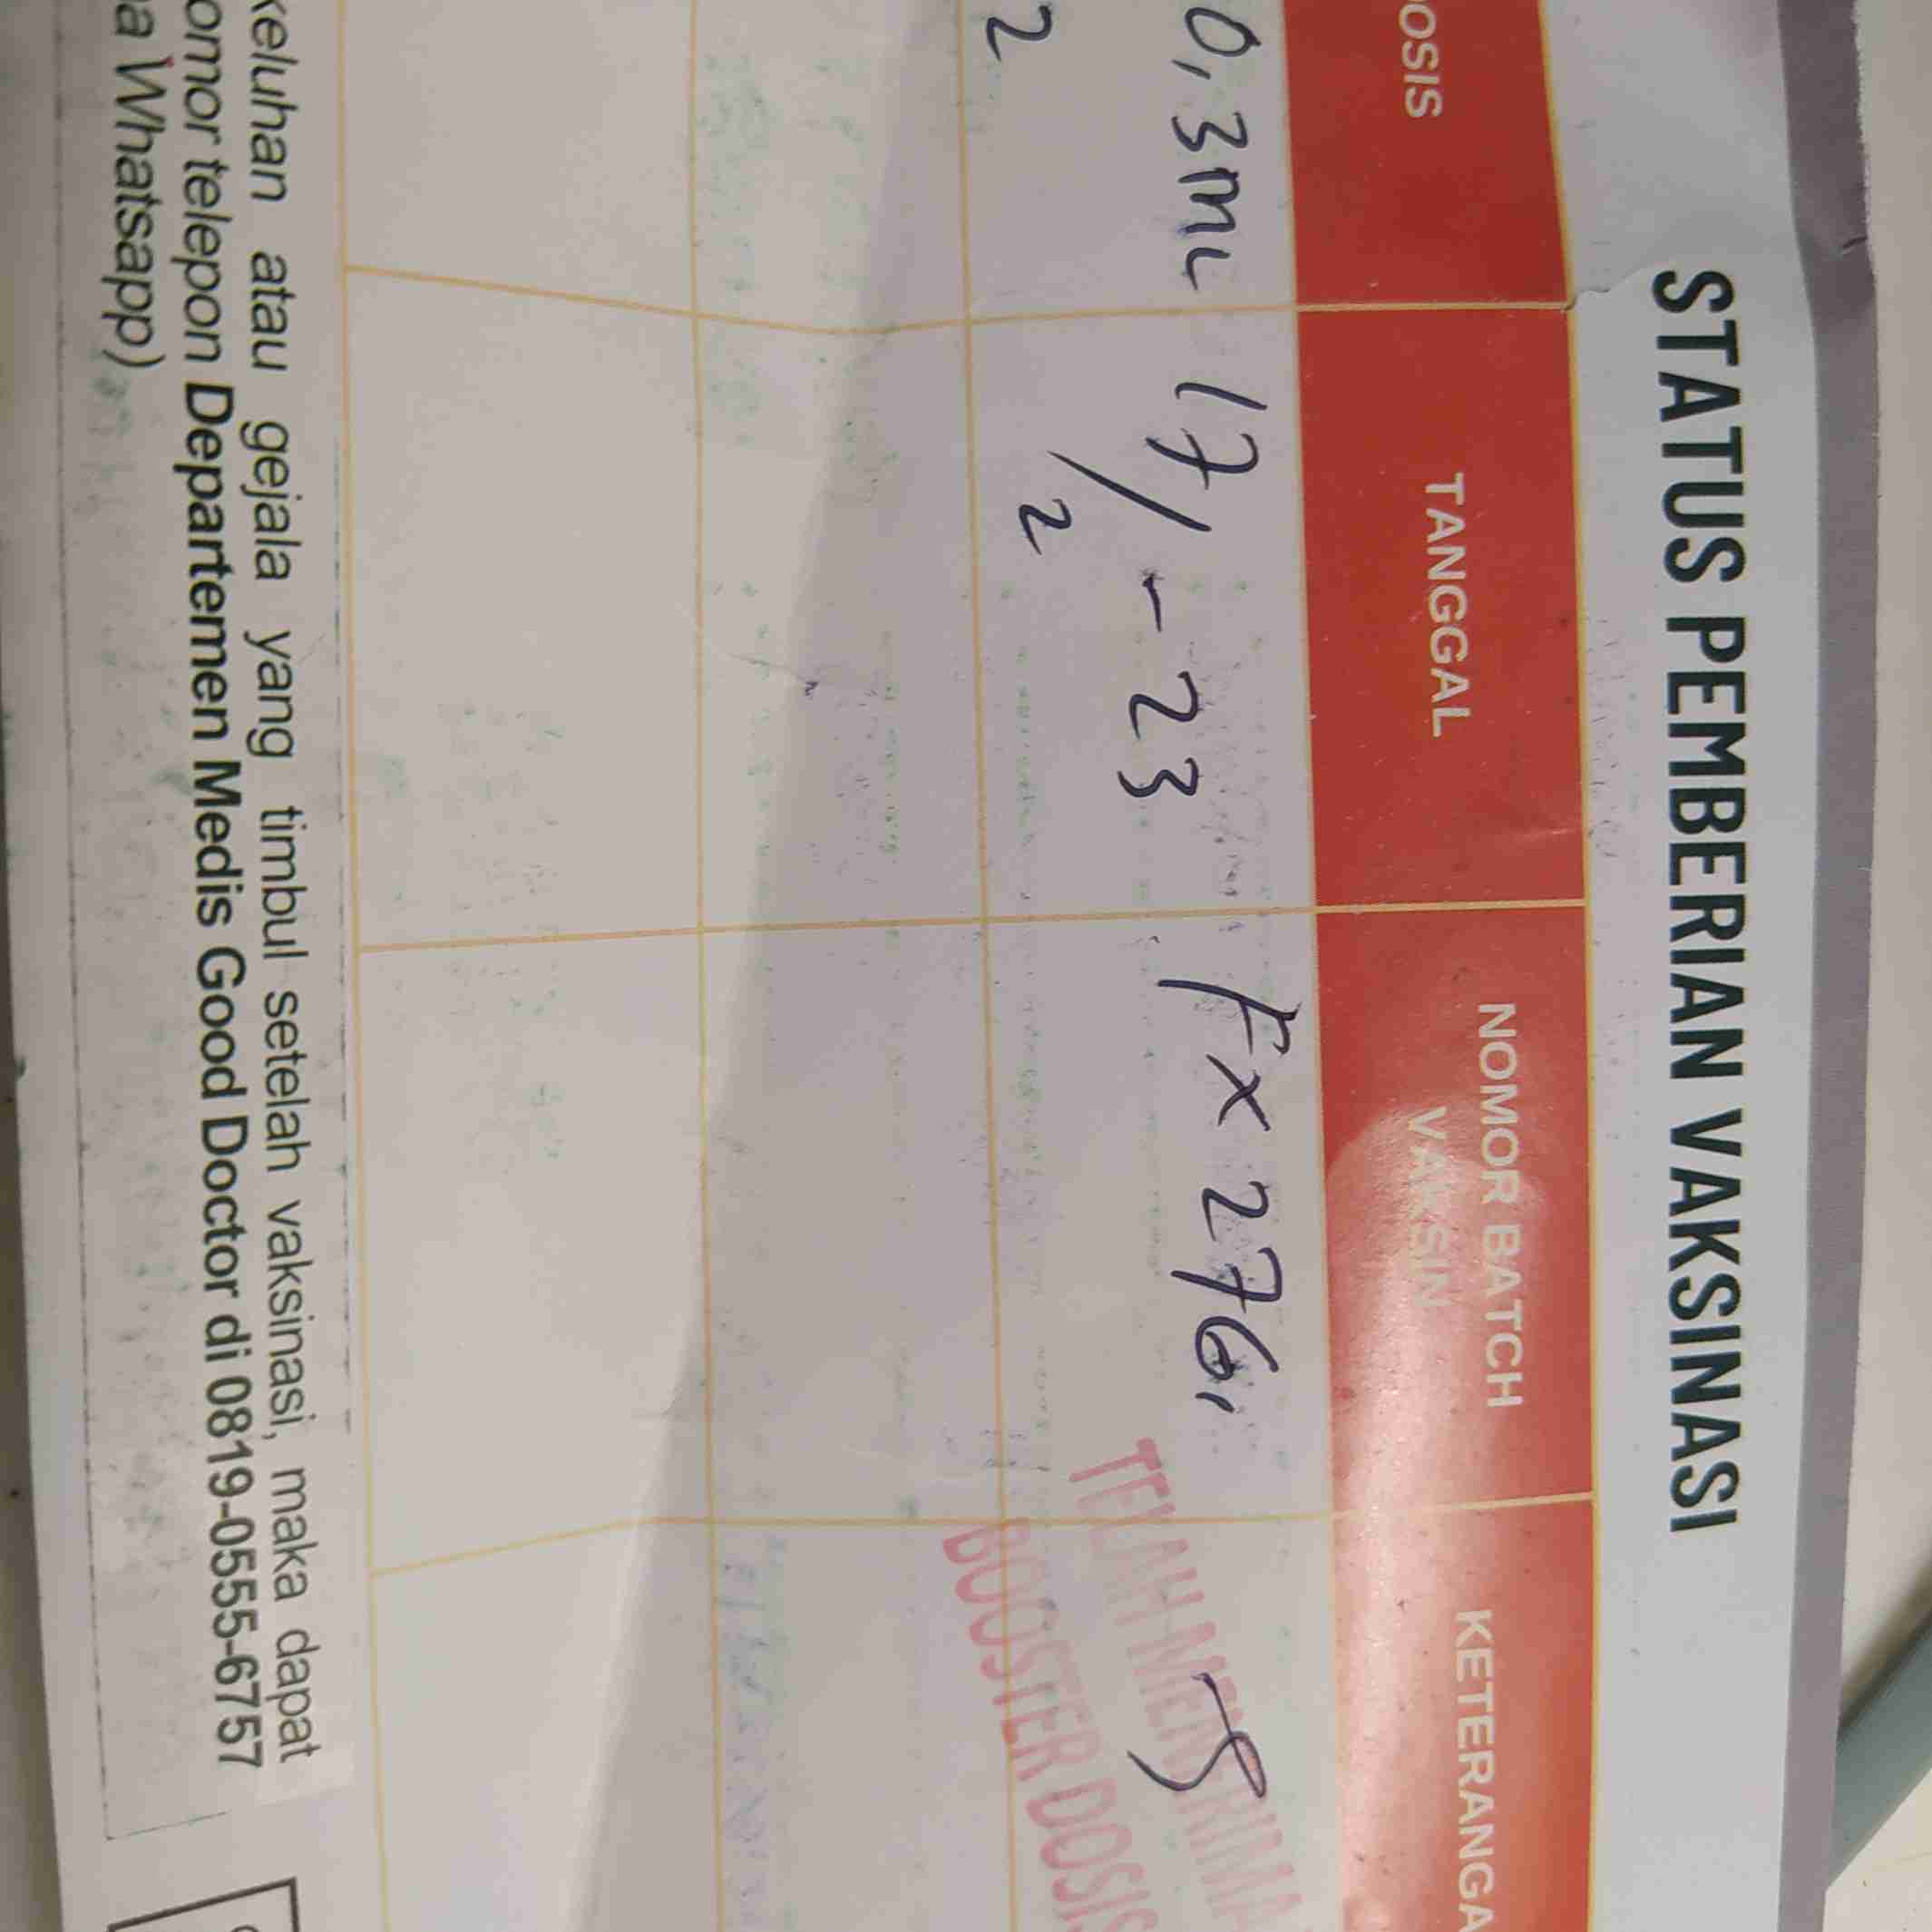 STATUS PEMBERIAN VAKSINASI
OSIS TANGGAL NOMOR BATCH VAKSIN KETERANGA
0,3ML 17/2 - 23 FX 276,
2
TELAH MENERIMA
BOOSTER DOSIS
keluhan atau gejala yang timbul setelah vaksinasi, maka dapat
omor telepon Departemen Medis Good Doctor di 0819-0555-6757
a Whatsapp)